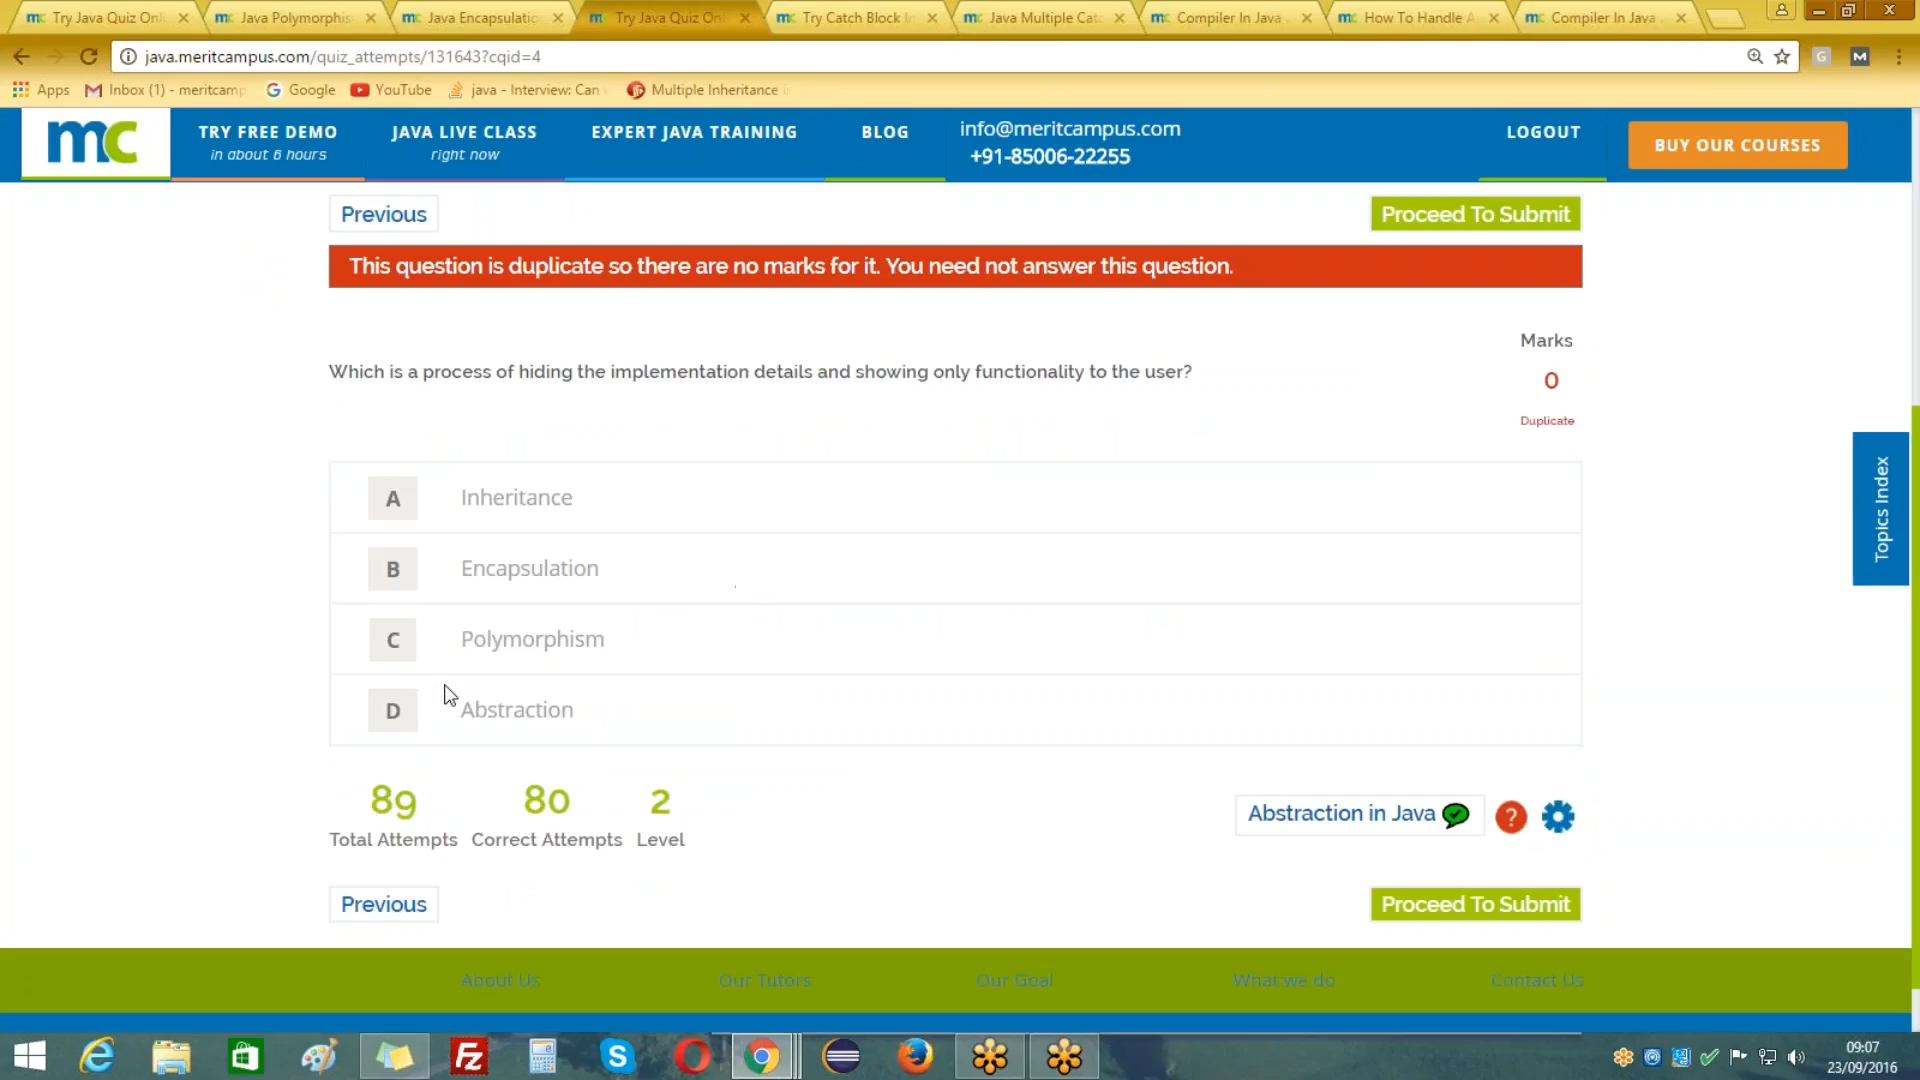 Try Java Quiz Onli
Java Polymorphis
Java Encapsulatio
Try Java Quiz Onl
Try Catch Block In
Java Multiple Catc
Compiler In Java
How To Handle A
Compiler In Java
java.meritcampus.com/quiz_attempts/131643?cqid=4
Apps
Inbox (1) - meritcamp
Google
YouTube
java - Interview: Can
Multiple Inheritance i
mc
TRY FREE DEMO
in about 6 hours
JAVA LIVE CLASS
right now
EXPERT JAVA TRAINING
BLOG
info@meritcampus.com
+91-85006-22255
LOGOUT
BUY OUR COURSES
Previous
Proceed To Submit
This question is duplicate so there are no marks for it. You need not answer this question.
Marks
Which is a process of hiding the implementation details and showing only functionality to the user?
0
Duplicate
A Inheritance
B Encapsulation
C Polymorphism
D Abstraction
Topics Index
89 80 2
Total Attempts Correct Attempts Level
Abstraction in Java
?
Previous
Proceed To Submit
About Us Our Tutors Our Goal What we do Contact Us
09:07
23/09/2016